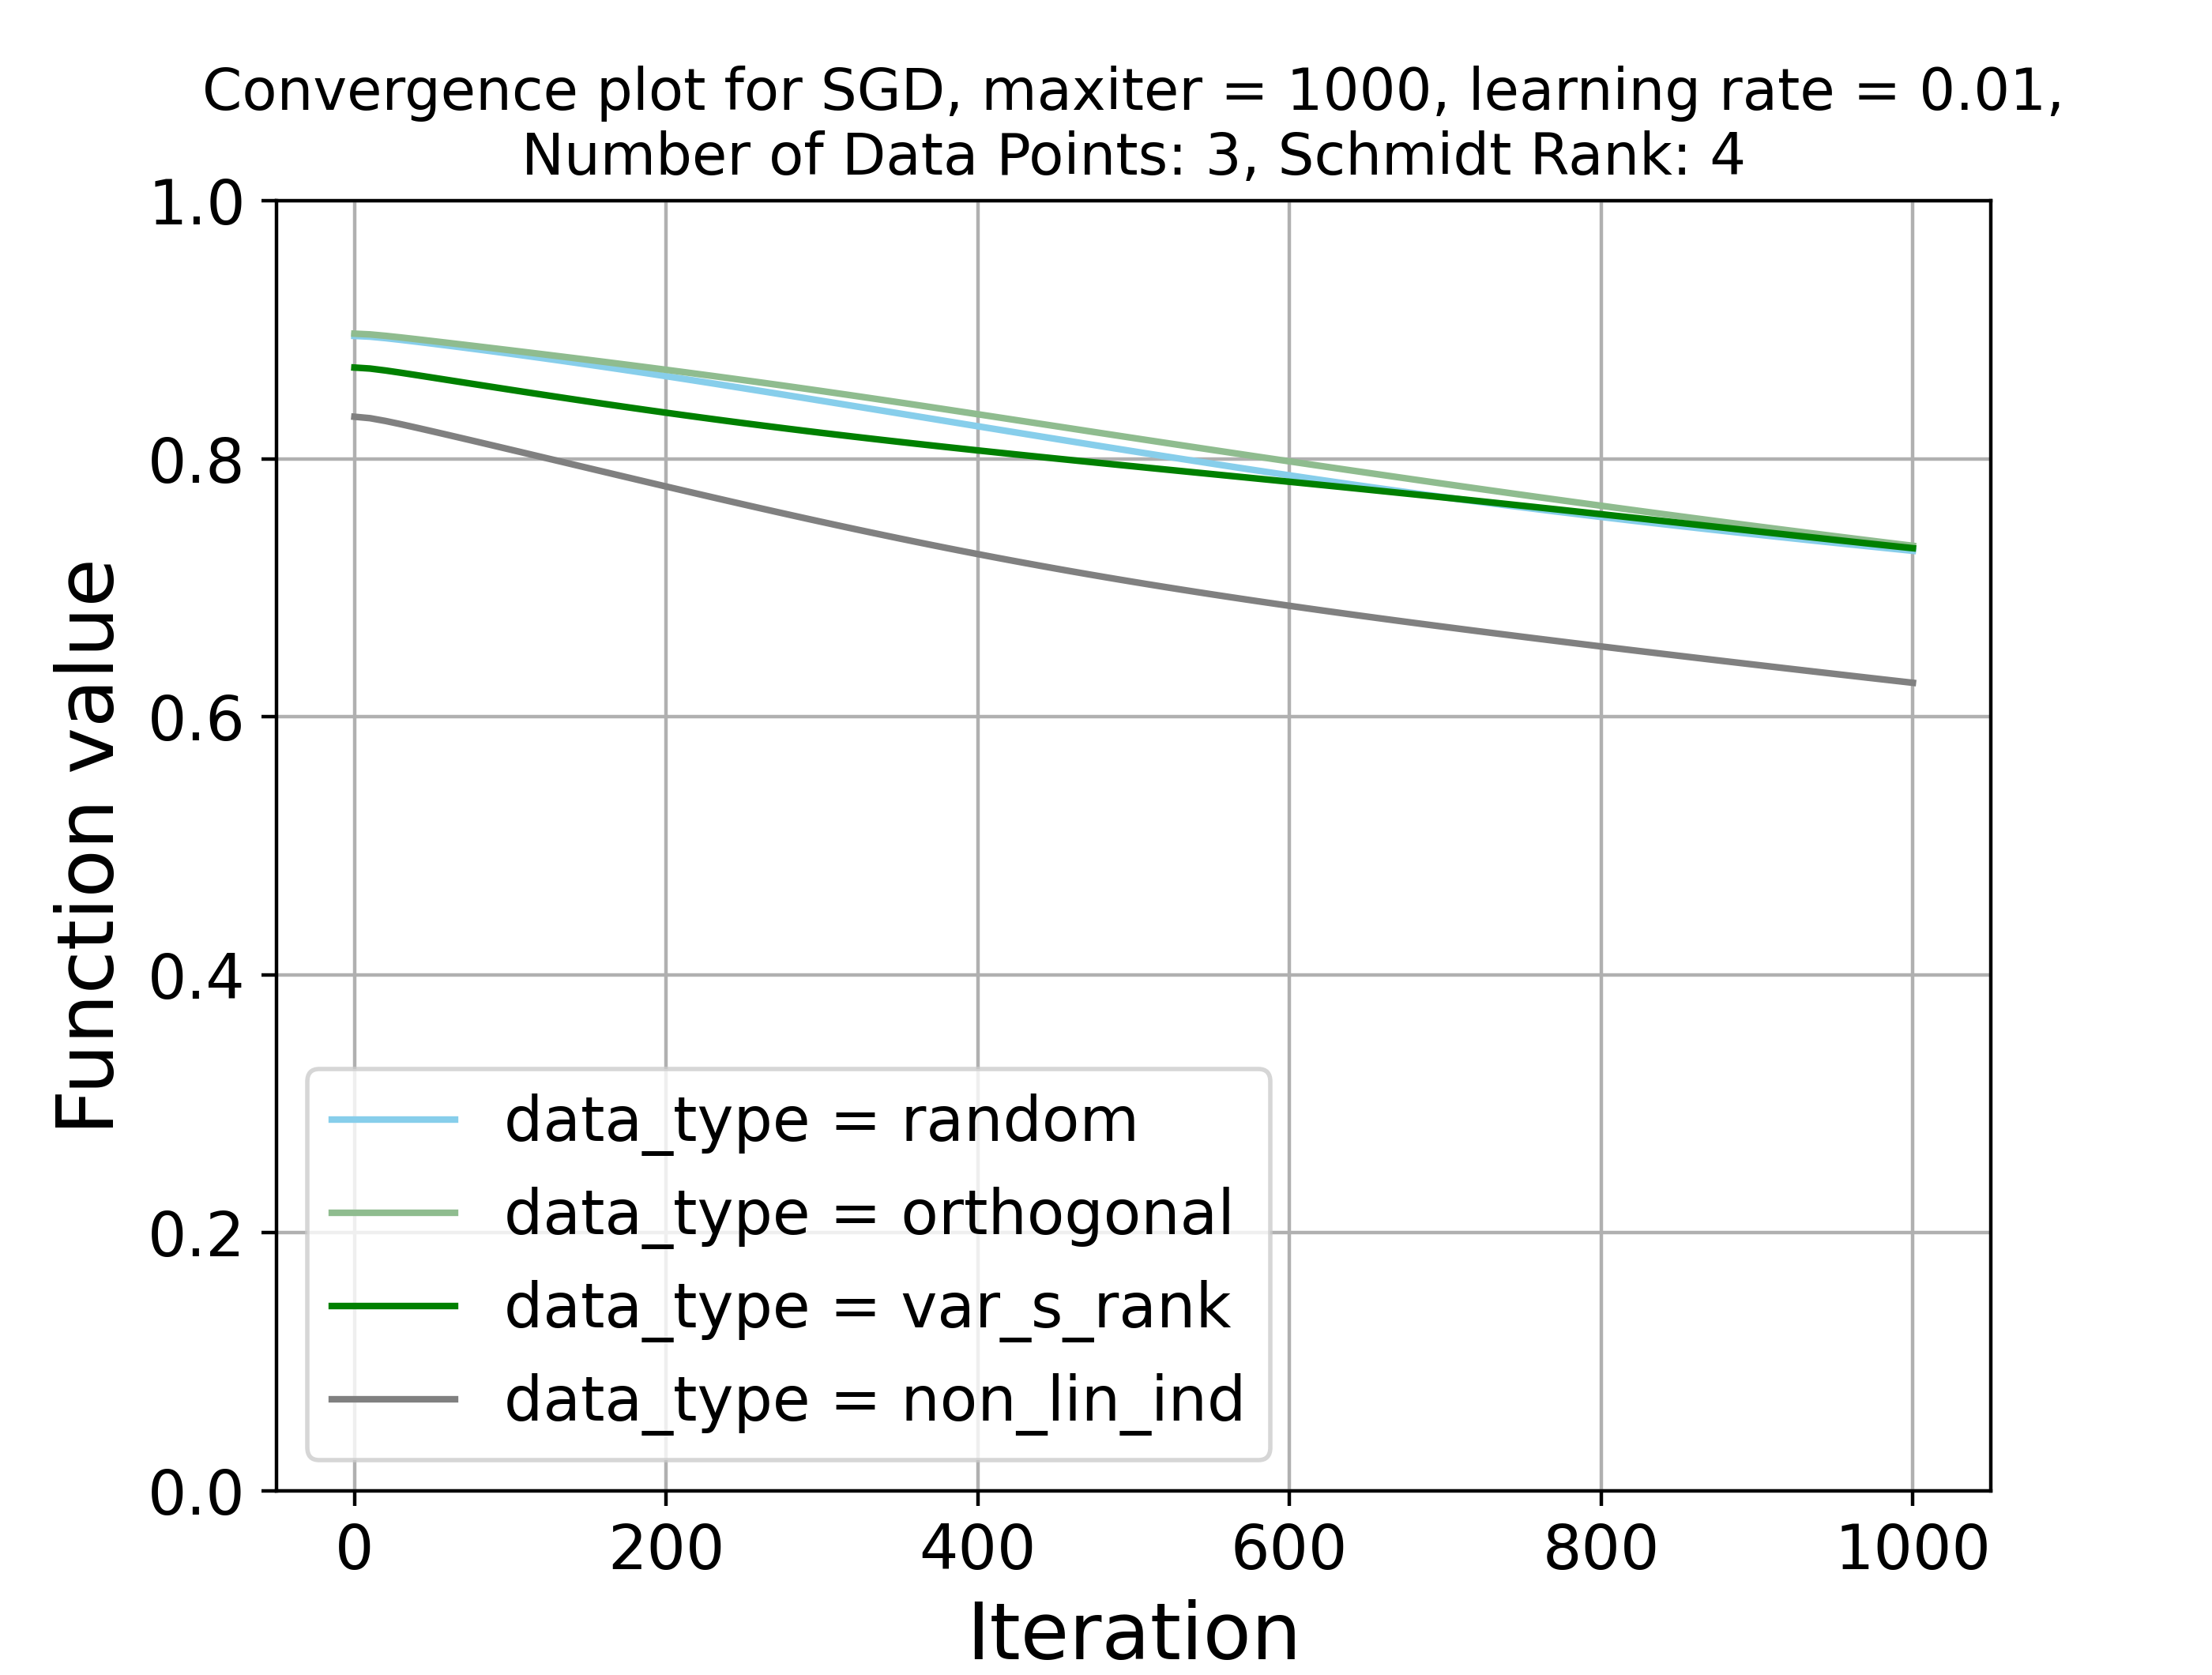 Convergence plot for SGD, maxiter = 1000, learning rate = 0.01,
Number of Data Points: 3, Schmidt Rank: 4
1.0
0.8
0.6
0.4
0.2
0.0
Function value
data_type = random
data_type = orthogonal
data_type = var_s_rank
data_type = non_lin_ind
0 200 400 600 800 1000
Iteration